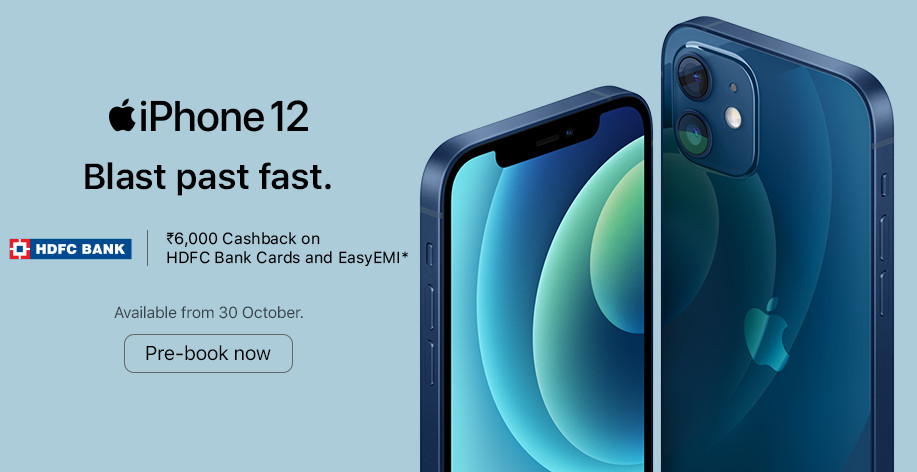 iPhone 12
Blast past fast.
HDFC BANK
₹6,000 Cashback on
HDFC Bank Cards and EasyEMI*
Available from 30 October.
Pre-book now